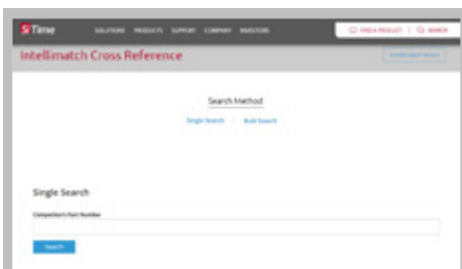 SiTime SOLUTIONS PRODUCTS SUPPORT COMPANY INVESTORS FIND A PRODUCT | SEARCH
Intellimatch Cross Reference
Search Method
Single Search Bulk Search
Single Search
Competitor's Part Number
Search